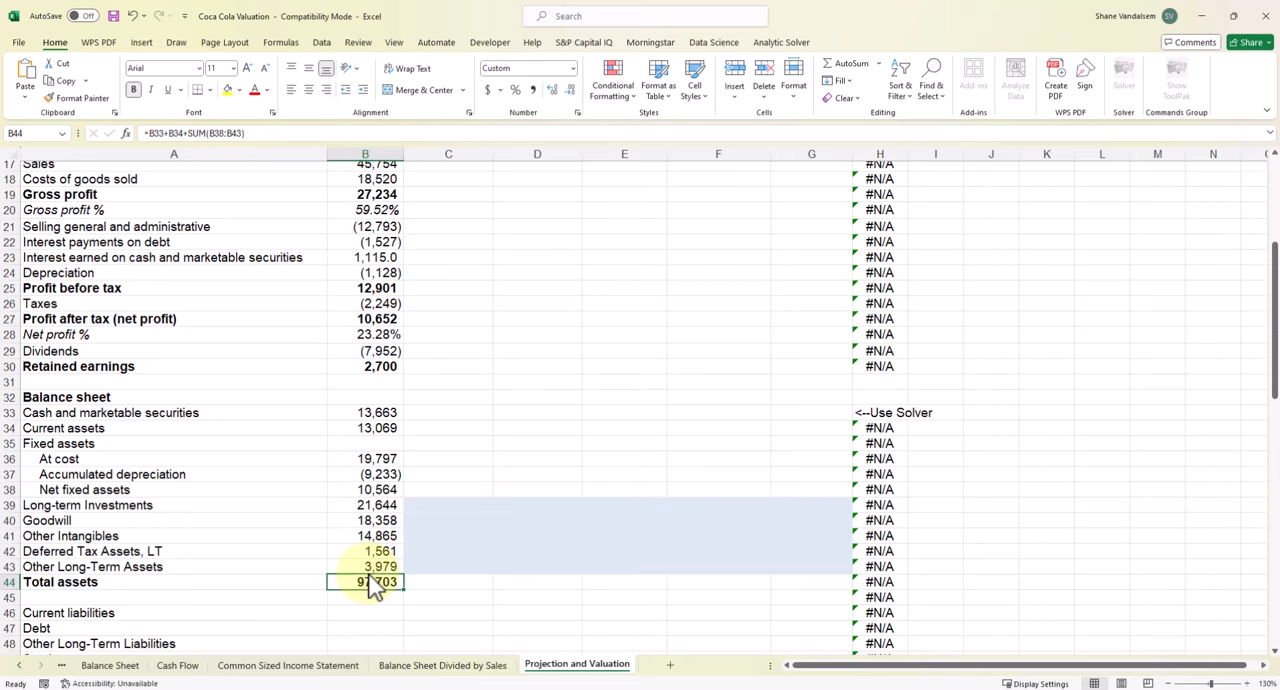 AutoSave Off Coca Cola Valuation - Compatibility Mode - Excel Search Shane Vandalsem SV
File Home WPS PDF Insert Draw Page Layout Formulas Data Review View Automate Developer Help S&P Capital IQ Morningstar Data Science Analytic Solver Comments Share
Paste Cut Copy Format Painter Clipboard
Arial 11 B I U Font
Wrap Text Merge & Center Alignment
Custom $ % Number
Conditional Formatting Format as Table Cell Styles Styles
Insert Delete Format Cells
AutoSum Fill Clear Sort & Filter Find & Select Editing
Add-ins Add-ins
Analyze Data
Create PDF Sign WPS PDF
Solver Solver
Show ToolPak Commands Group
B44 fx =B33+B34+SUM(B38:B43)
A B C D E F G H I J K L M N
17 Sales 45,754 #N/A
18 Costs of goods sold 18,520 #N/A
19 Gross profit 27,234 #N/A
20 Gross profit % 59.52% #N/A
21 Selling general and administrative (12,793) #N/A
22 Interest payments on debt (1,527) #N/A
23 Interest earned on cash and marketable securities 1,115.0 #N/A
24 Depreciation (1,128) #N/A
25 Profit before tax 12,901 #N/A
26 Taxes (2,249) #N/A
27 Profit after tax (net profit) 10,652 #N/A
28 Net profit % 23.28% #N/A
29 Dividends (7,952) #N/A
30 Retained earnings 2,700 #N/A
31
32 Balance sheet
33 Cash and marketable securities 13,663 <--Use Solver
34 Current assets 13,069 #N/A
35 Fixed assets #N/A
36 At cost 19,797 #N/A
37 Accumulated depreciation (9,233) #N/A
38 Net fixed assets 10,564 #N/A
39 Long-term Investments 21,644 #N/A
40 Goodwill 18,358 #N/A
41 Other Intangibles 14,865 #N/A
42 Deferred Tax Assets, LT 1,561 #N/A
43 Other Long-Term Assets 3,979 #N/A
44 Total assets 97,703 #N/A
45 #N/A
46 Current liabilities #N/A
47 Debt #N/A
48 Other Long-Term Liabilities #N/A
Balance Sheet Cash Flow Common Sized Income Statement Balance Sheet Divided by Sales Projection and Valuation
Ready Accessibility: Unavailable Display Settings 130%